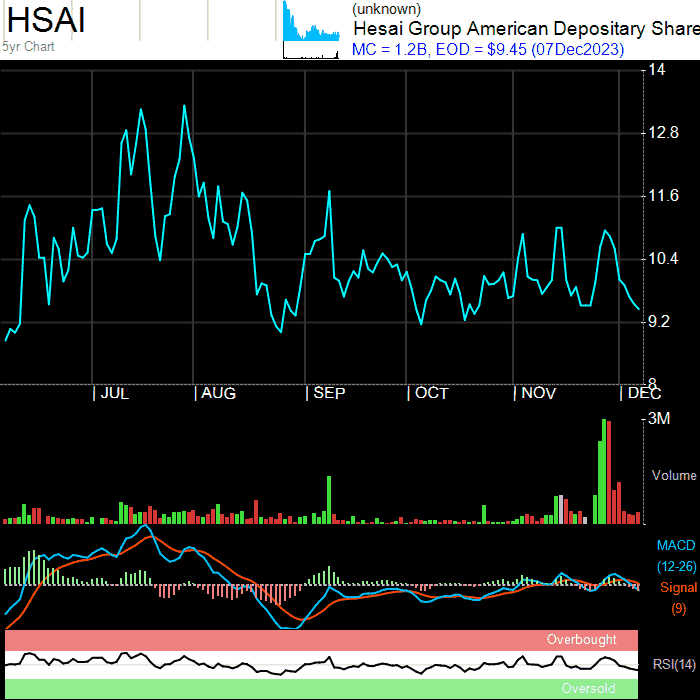 HSAI
5yr Chart
(unknown)
Hesai Group American Depositary Share
MC = 1.2B, EOD = $9.45 (07Dec2023)
14
12.8
11.6
10.4
9.2
8
JUL AUG SEP OCT NOV DEC
3M
Volume
MACD
(12-26)
Signal
(9)
Overbought
RSI(14)
Oversold